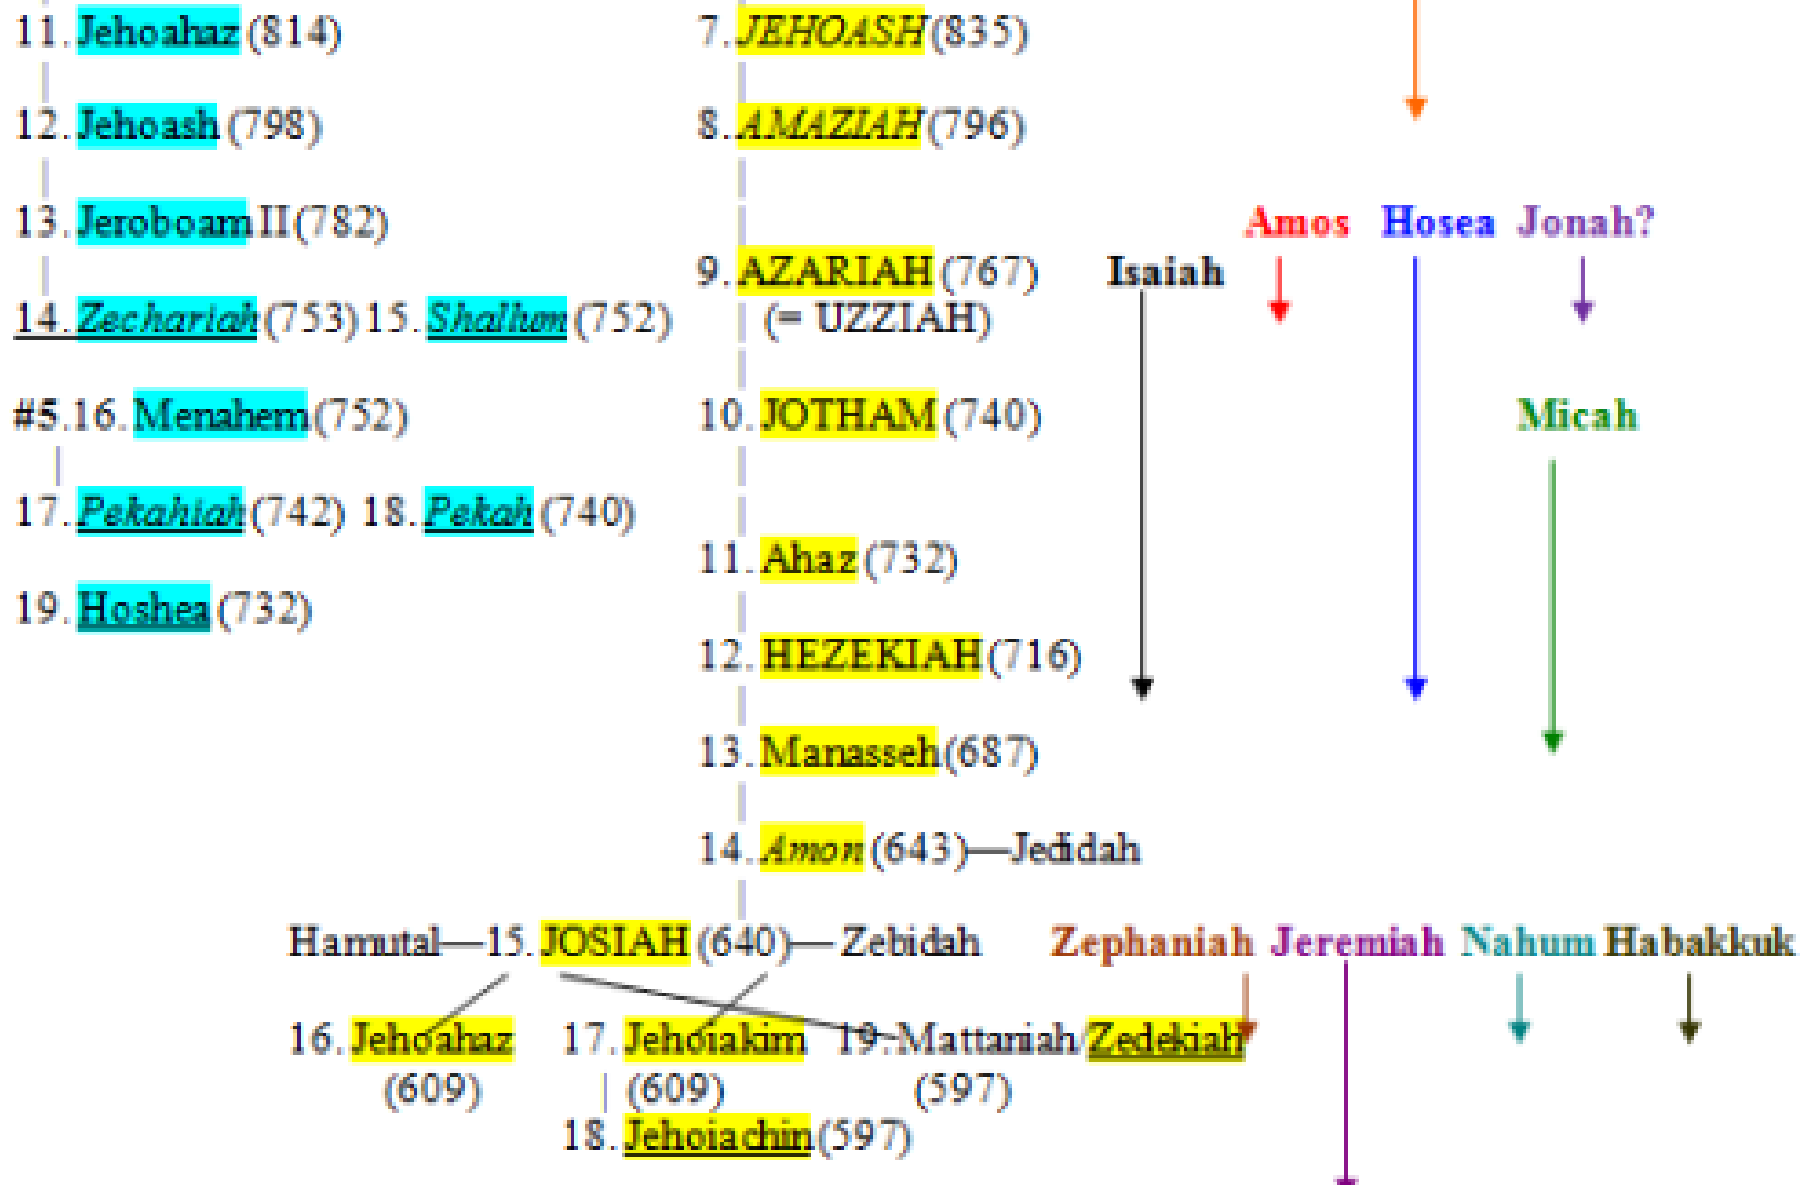 11. Jehoahaz (814) 7. JEHOASH (835)
12. Jehoash (798) 8. AMAZIAH (796)
13. Jeroboam II (782) Amos Hosea Jonah?
9. AZARIAH (767) Isaiah
14. Zechariah (753) 15. Shallum (752) (= UZZIAH)
#5. 16. Menahem (752) 10. JOTHAM (740) Micah
17. Pekahiah (742) 18. Pekah (740)
11. Ahaz (732)
19. Hoshea (732)
12. HEZEKIAH (716)
13. Manasseh (687)
14. Amon (643)—Jedidah
Hamutal—15. JOSIAH (640)—Zebidah Zephaniah Jeremiah Nahum Habakkuk
16. Jehoahaz 17. Jehoiakim 19. Mattaniah/Zedekiah
(609) (609) (597)
18. Jehoiachin (597)